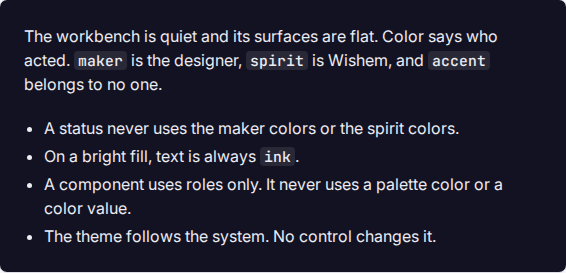 The workbench is quiet and its surfaces are flat. Color says who
acted. maker is the designer, spirit is Wishem, and accent
belongs to no one.
• A status never uses the maker colors or the spirit colors.
• On a bright fill, text is always ink.
• A component uses roles only. It never uses a palette color or a
color value.
• The theme follows the system. No control changes it.